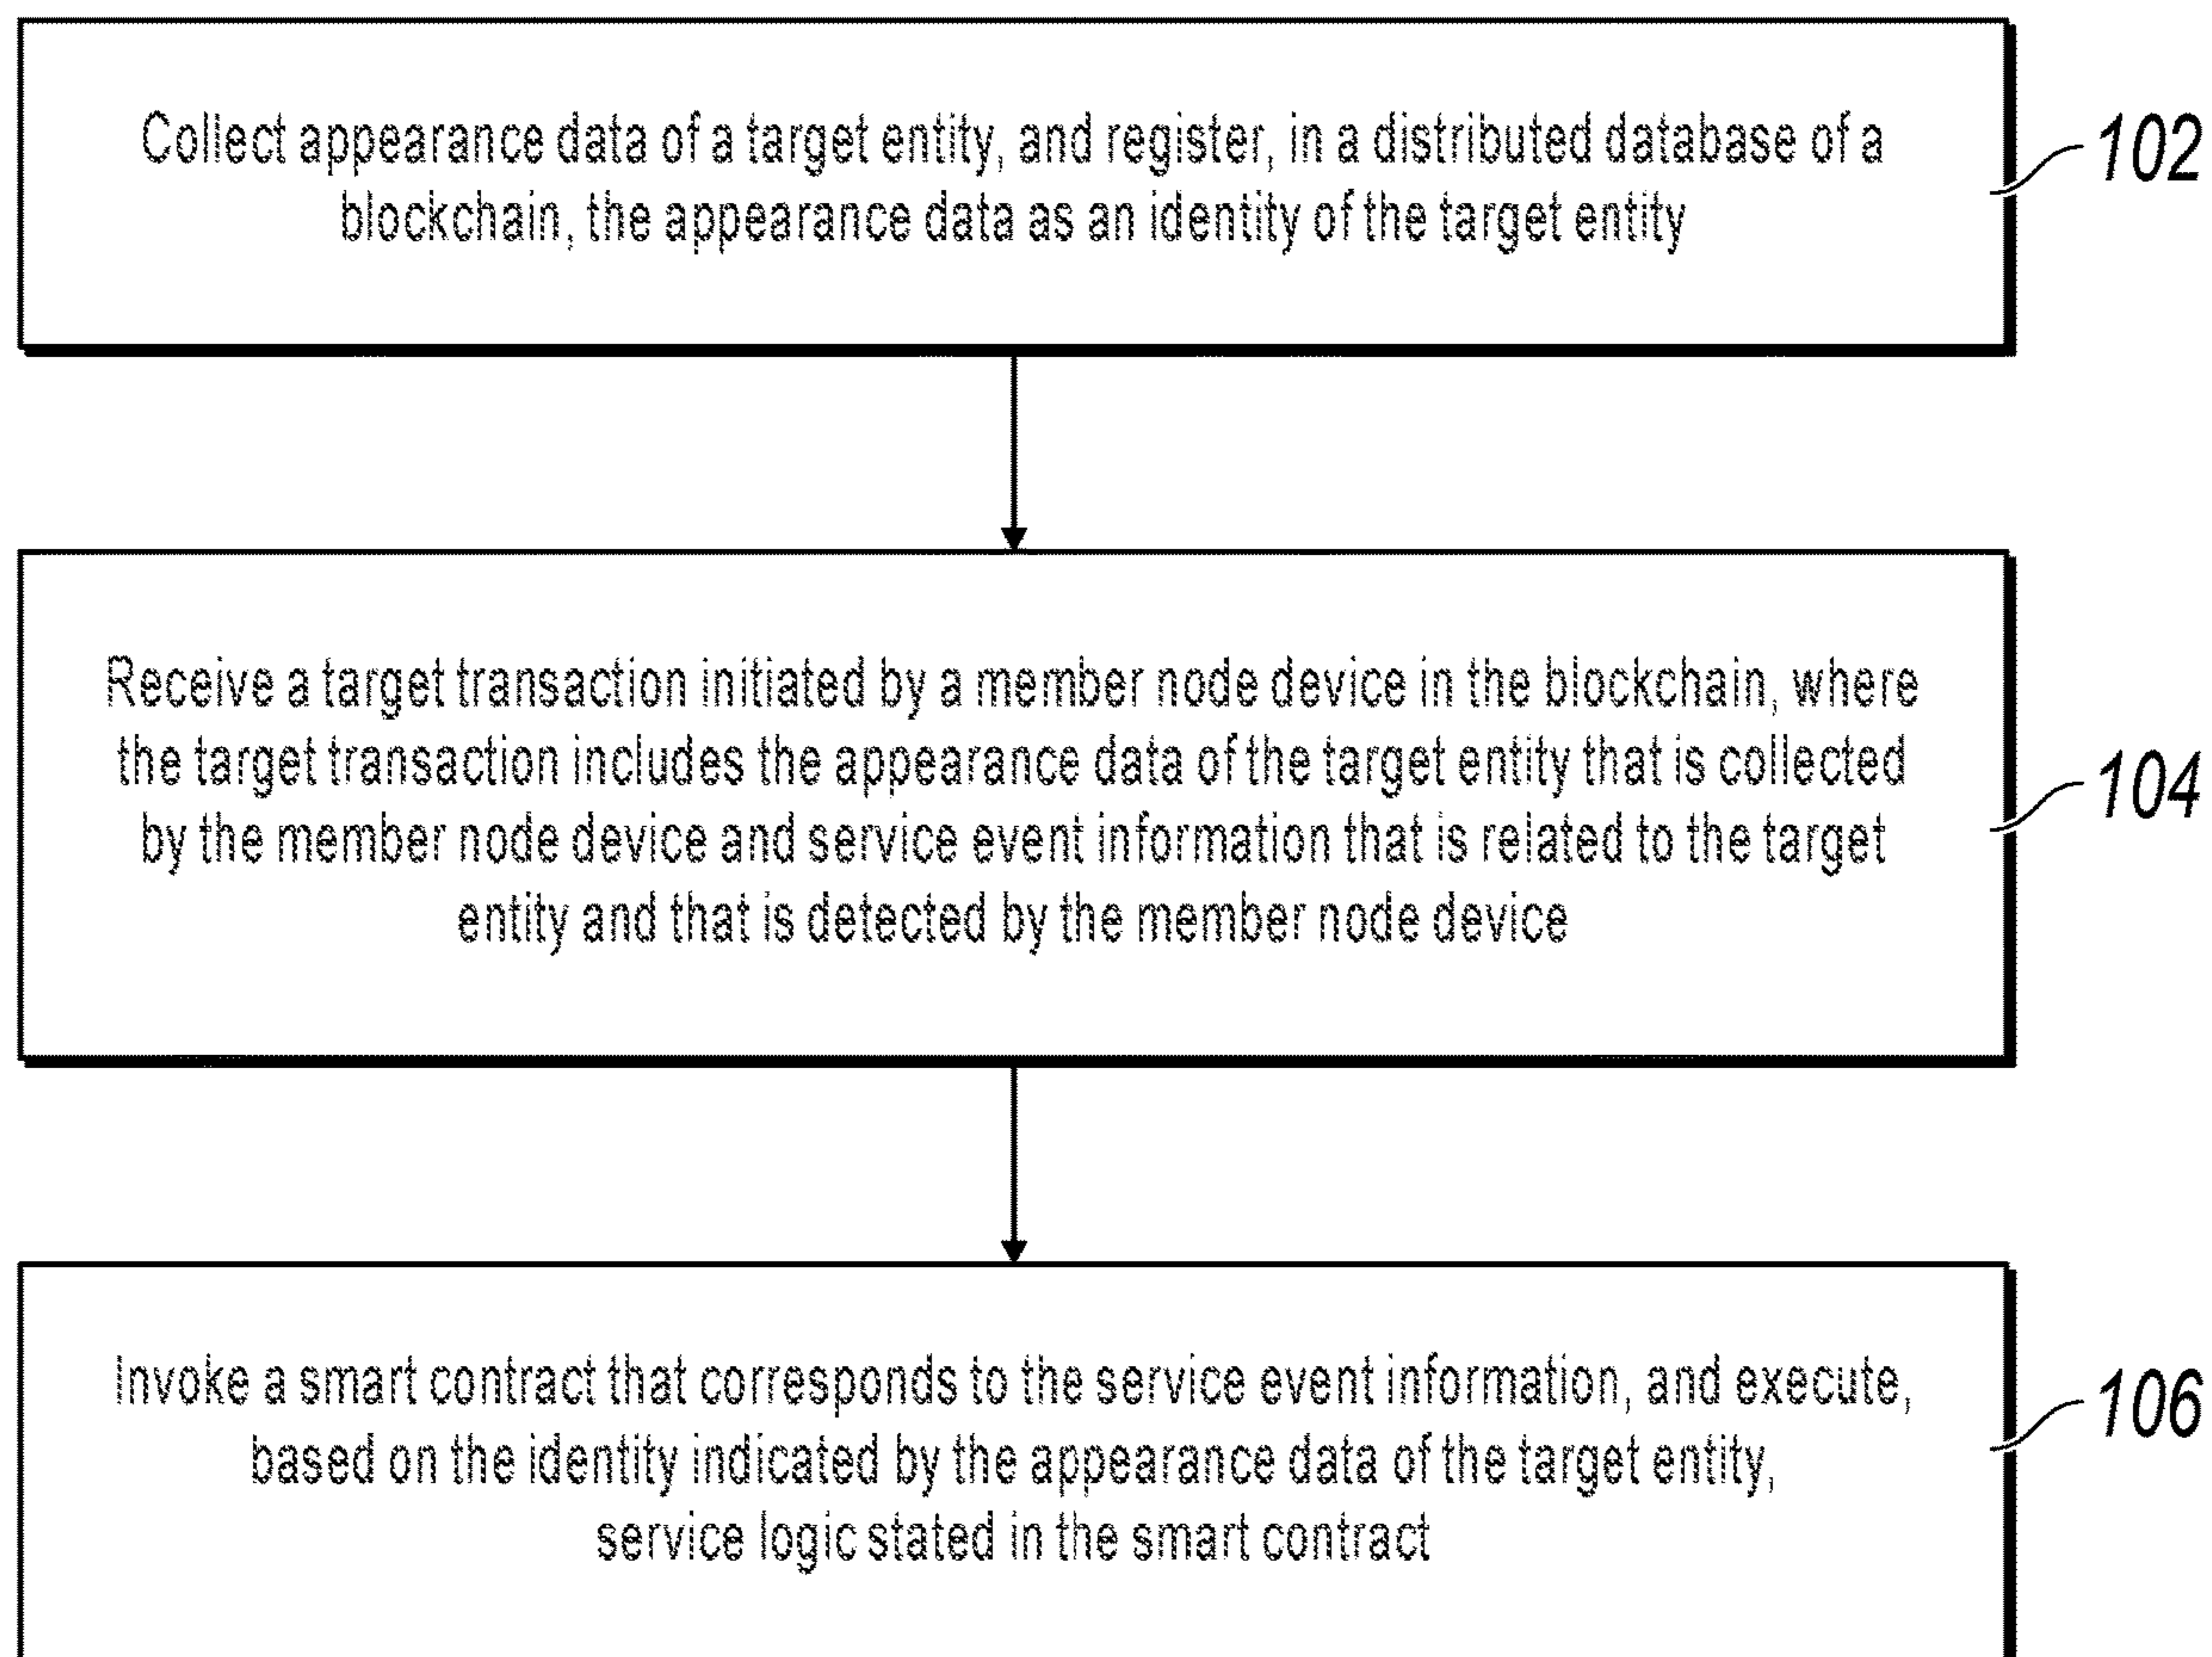 Collect appearance data of a target entity, and register, in a distributed database of a
blockchain, the appearance data as an identity of the target entity
102
Receive a target transaction initiated by a member node device in the blockchain, where
the target transaction includes the appearance data of the target entity that is collected
by the member node device and service event information that is related to the target
entity and that is detected by the member node device
104
Invoke a smart contract that corresponds to the service event information, and execute,
based on the identity indicated by the appearance data of the target entity,
service logic stated in the smart contract
106